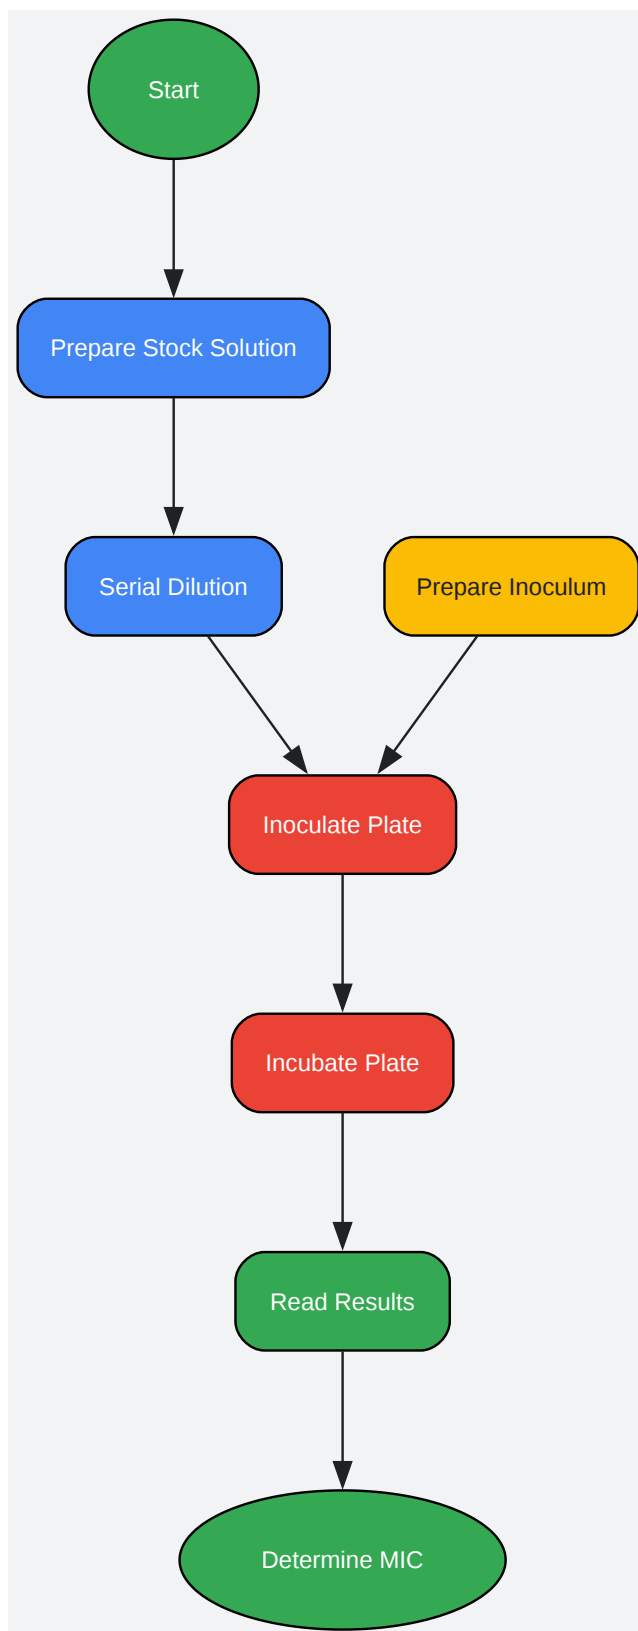 Start
Prepare Stock Solution
Serial Dilution
Prepare Inoculum
Inoculate Plate
Incubate Plate
Read Results
Determine MIC